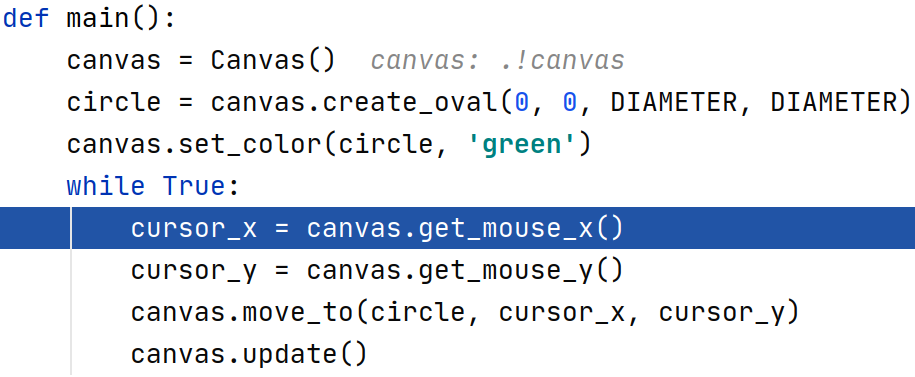 def main():
    canvas = Canvas()  canvas: .!canvas
    circle = canvas.create_oval(0, 0, DIAMETER, DIAMETER)
    canvas.set_color(circle, 'green')
    while True:
        cursor_x = canvas.get_mouse_x()
        cursor_y = canvas.get_mouse_y()
        canvas.move_to(circle, cursor_x, cursor_y)
        canvas.update()